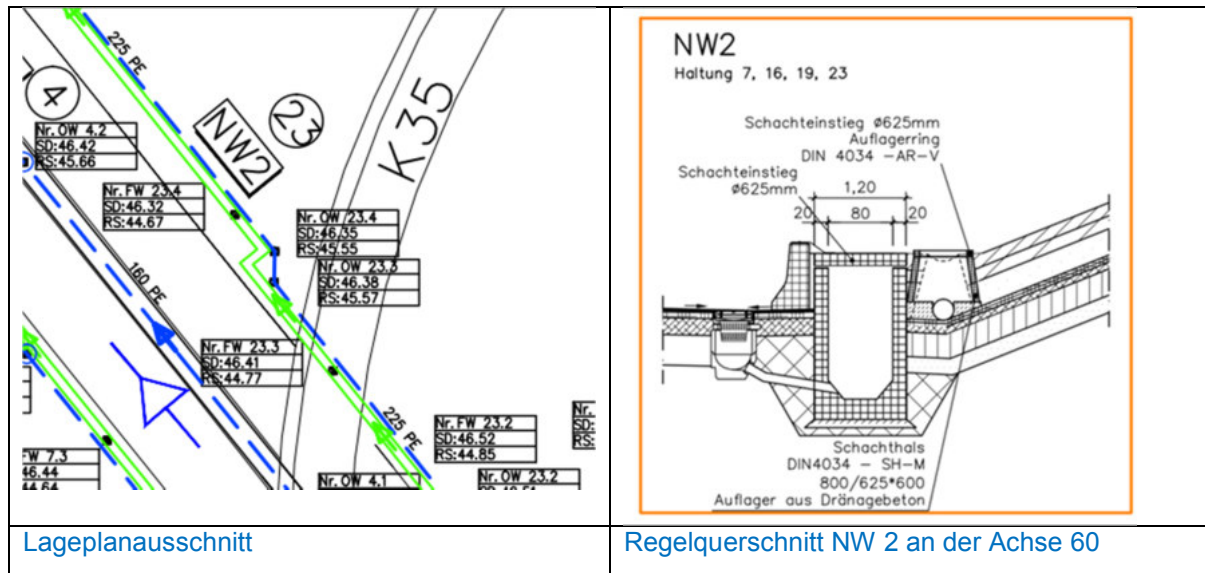 225 PE
4
Nr. OW 4.2
SD:46.42
RS:45.66
NW2
23
K35
Nr. FW 23.4
SD:46.32
RS:44.67
Nr. OW 23.4
SD:46.35
RS:45.55
Nr. OW 23.3
SD:46.38
RS:45.57
160 PE
Nr. FW 23.3
SD:46.41
RS:44.77
225 PE
Nr. FW 23.2
SD:46.52
RS:44.85
Nr.
SD:
RS:
FW 7.3
46.44
44.64
Nr. OW 4.1
Nr. OW 23.2
Lageplanausschnitt
NW2
Haltung 7, 16, 19, 23
Schachteinstieg ø625mm
Auflagerring
DIN 4034 -AR-V
Schachteinstieg
ø625mm
1,20
20 80 20
Schachthals
DIN4034 - SH-M
800/625*600
Auflager aus Dränagebeton
Regelquerschnitt NW 2 an der Achse 60